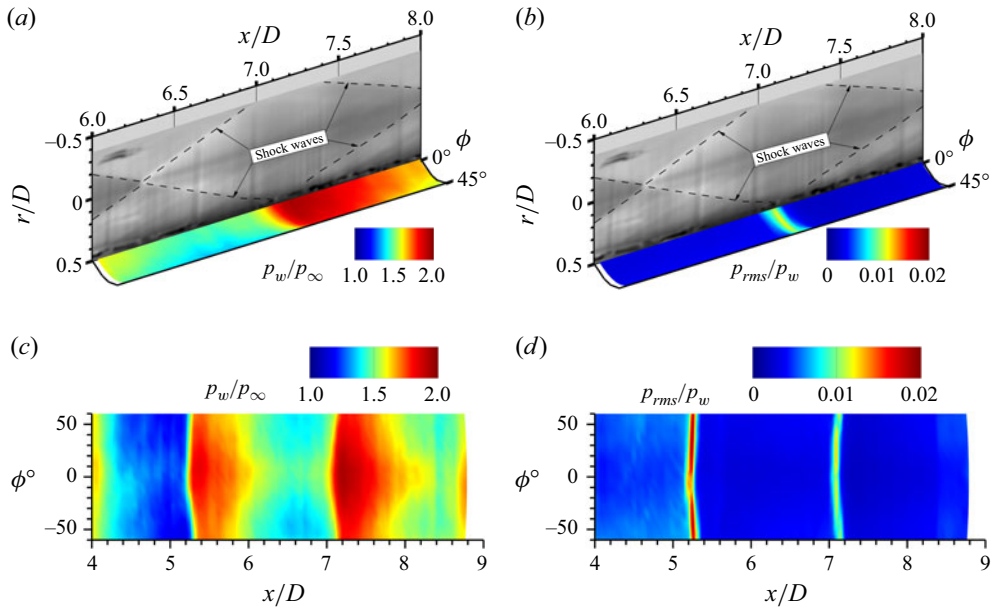 (a)
x/D
6.0
6.5
7.0
7.5
8.0
–0.5
0
0.5
r/D
Shock waves
ϕ
0°
45°
p_w/p_∞
1.0 1.5 2.0
(b)
x/D
6.0
6.5
7.0
7.5
8.0
–0.5
0
0.5
r/D
Shock waves
ϕ
0°
45°
p_rms/p_w
0 0.01 0.02
(c)
p_w/p_∞
1.0 1.5 2.0
50
0
–50
ϕ°
4 5 6 7 8 9
x/D
(d)
p_rms/p_w
0 0.01 0.02
50
0
–50
ϕ°
4 5 6 7 8 9
x/D